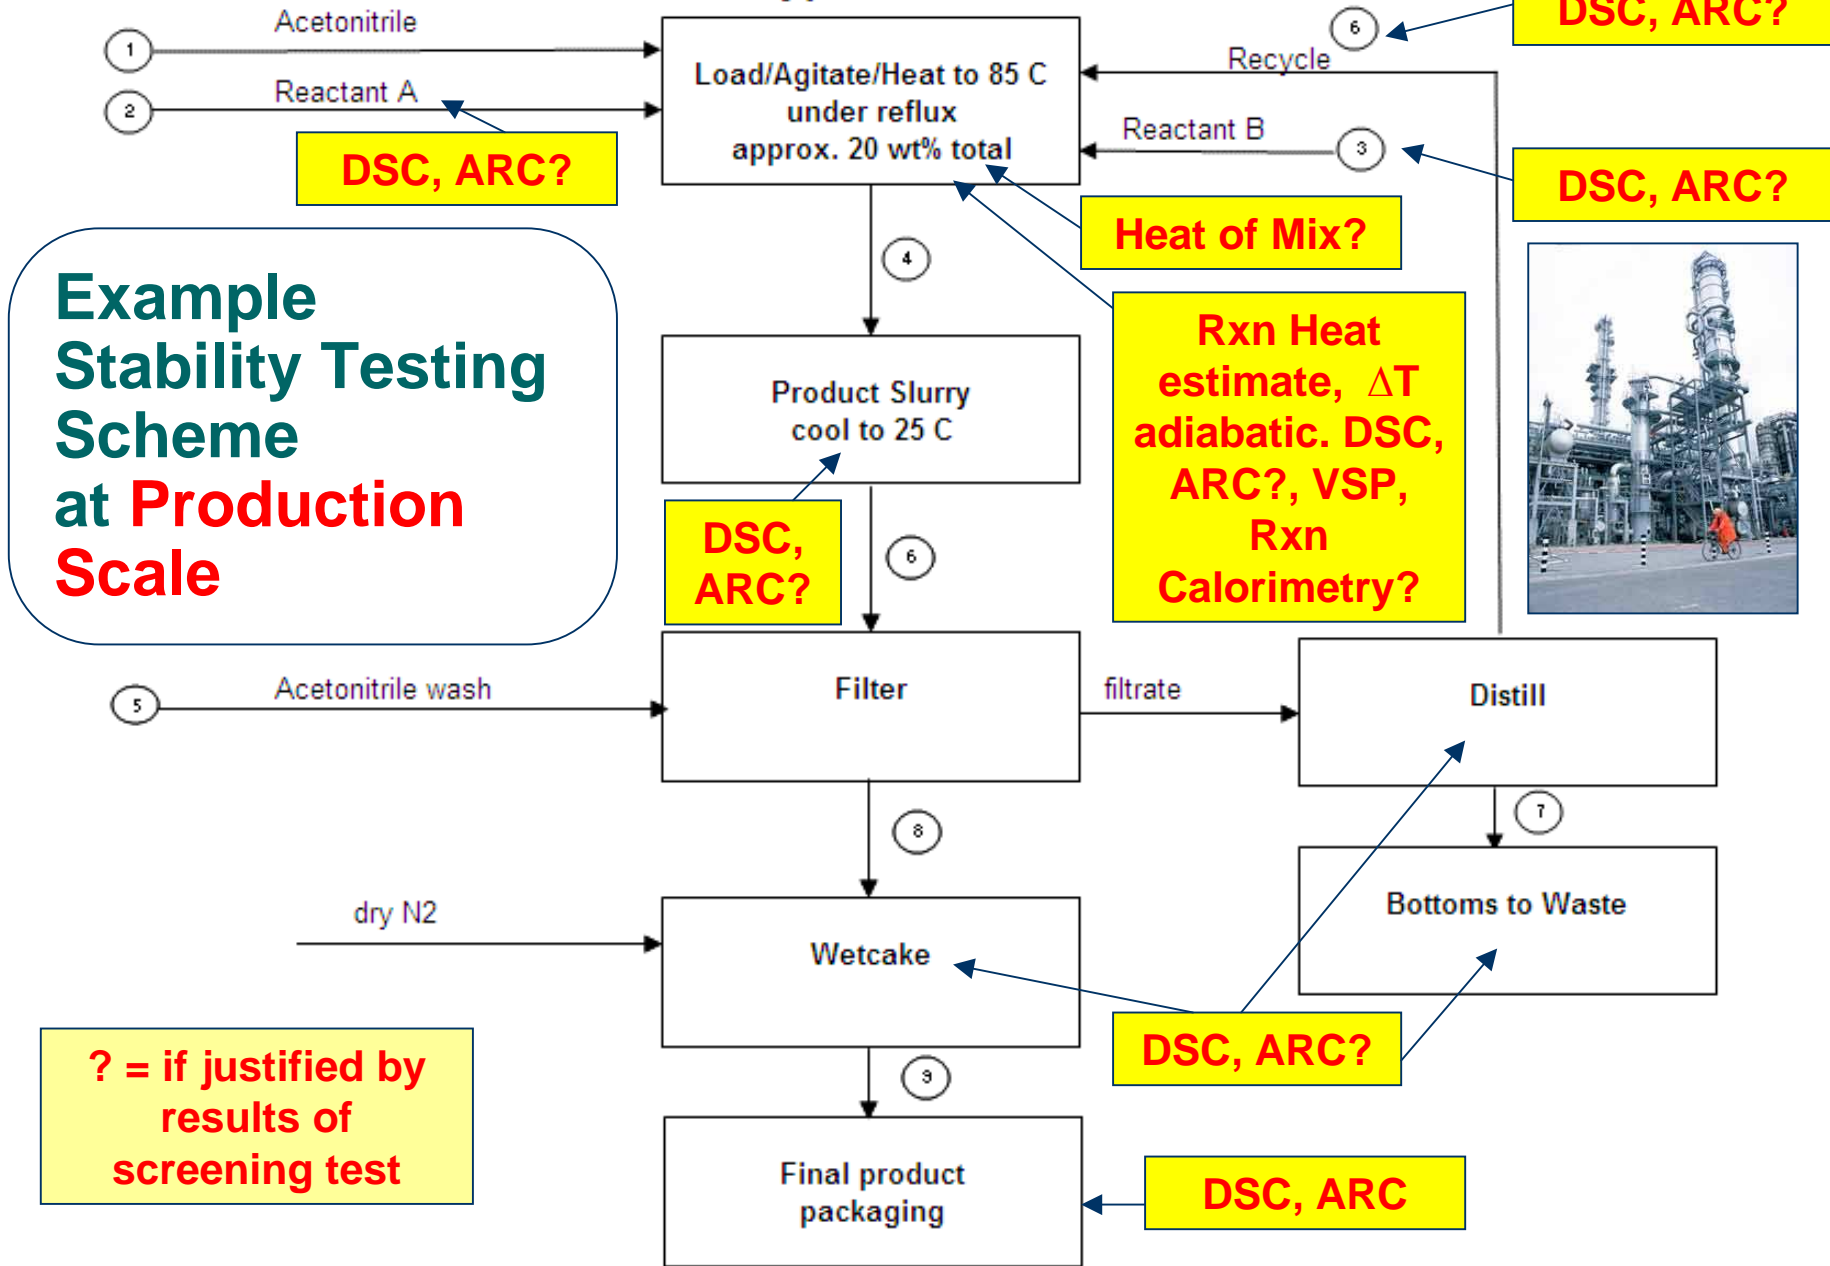 DSC, ARC?
6
Acetonitrile
1
Recycle
Load/Agitate/Heat to 85 C
under reflux
approx. 20 wt% total
Reactant A
2
Reactant B
3
DSC, ARC?
DSC, ARC?
Heat of Mix?
4
Example
Stability Testing
Scheme
at Production
Scale
Rxn Heat
estimate, ΔT
adiabatic. DSC,
ARC?, VSP,
Rxn
Calorimetry?
Product Slurry
cool to 25 C
DSC,
ARC?
6
Acetonitrile wash
5
Filter
filtrate
Distill
8
7
dry N2
Wetcake
Bottoms to Waste
DSC, ARC?
? = if justified by
results of
screening test
9
Final product
packaging
DSC, ARC